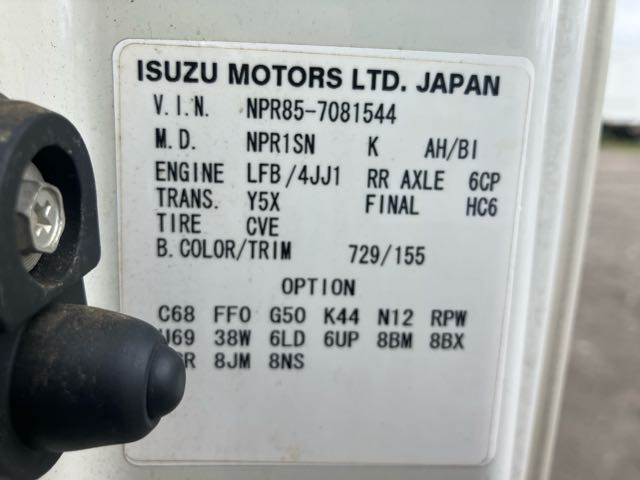 ISUZU MOTORS LTD. JAPAN
V.I.N. NPR85-7081544
M.D. NPR1SN K AH/BI
ENGINE LFB/4JJ1 RR AXLE 6CP
TRANS. Y5X FINAL HC6
TIRE CVE
B.COLOR/TRIM 729/155
OPTION
C68 FF0 G50 K44 N12 RPW
38W 6LD 6UP 8BM 8BX
8JM 8NS